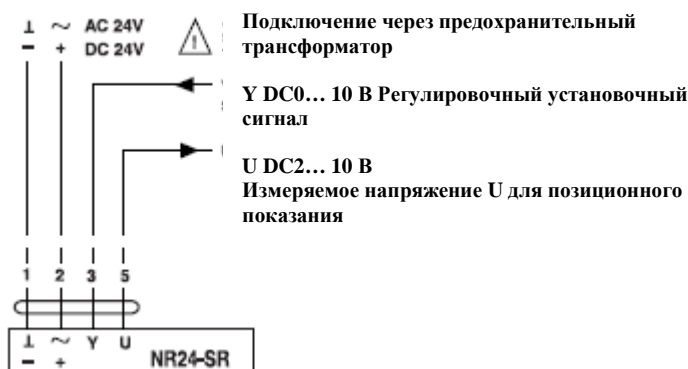 ⊥ ~ AC 24V
– + DC 24V
Подключение через предохранительный
трансформатор
Y DC0… 10 В Регулировочный установочный
сигнал
U DC2… 10 В
Измеряемое напряжение U для позиционного
показания
1 2 3 5
⊥ ~ Y U
– +
NR24-SR